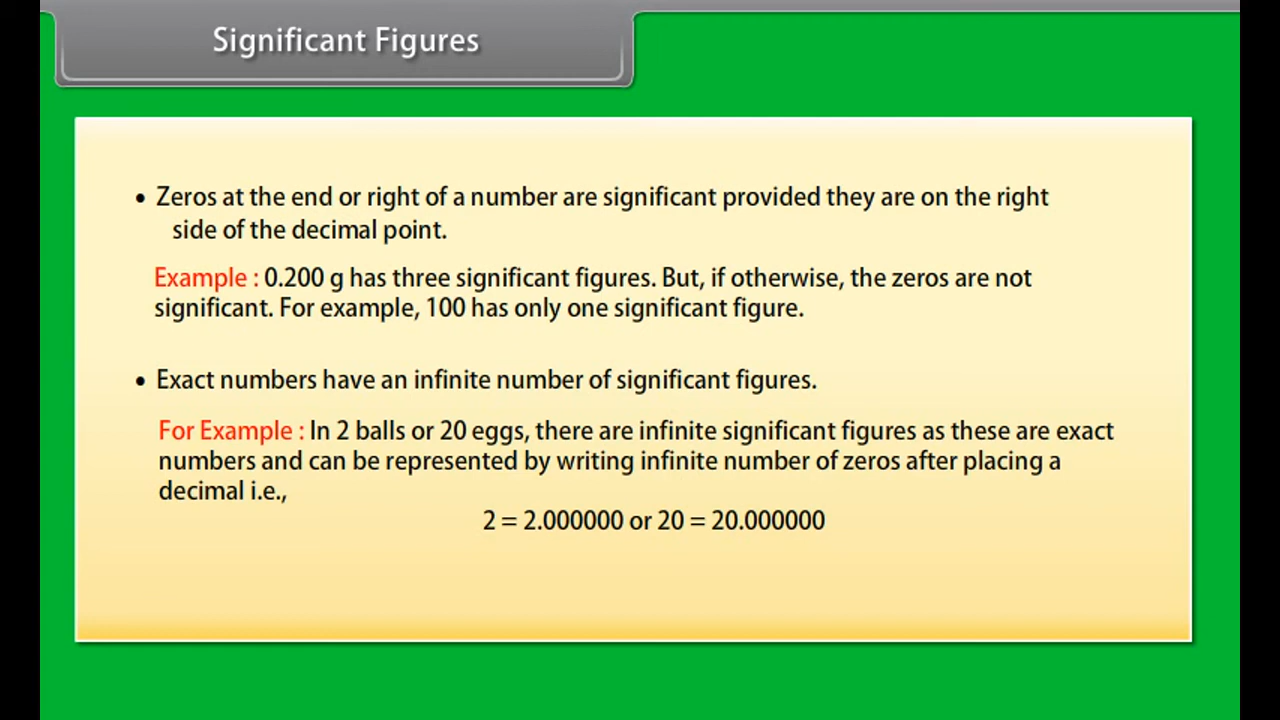 Significant Figures
• Zeros at the end or right of a number are significant provided they are on the right
side of the decimal point.
Example : 0.200 g has three significant figures. But, if otherwise, the zeros are not
significant. For example, 100 has only one significant figure.
• Exact numbers have an infinite number of significant figures.
For Example : In 2 balls or 20 eggs, there are infinite significant figures as these are exact
numbers and can be represented by writing infinite number of zeros after placing a
decimal i.e.,
2 = 2.000000 or 20 = 20.000000